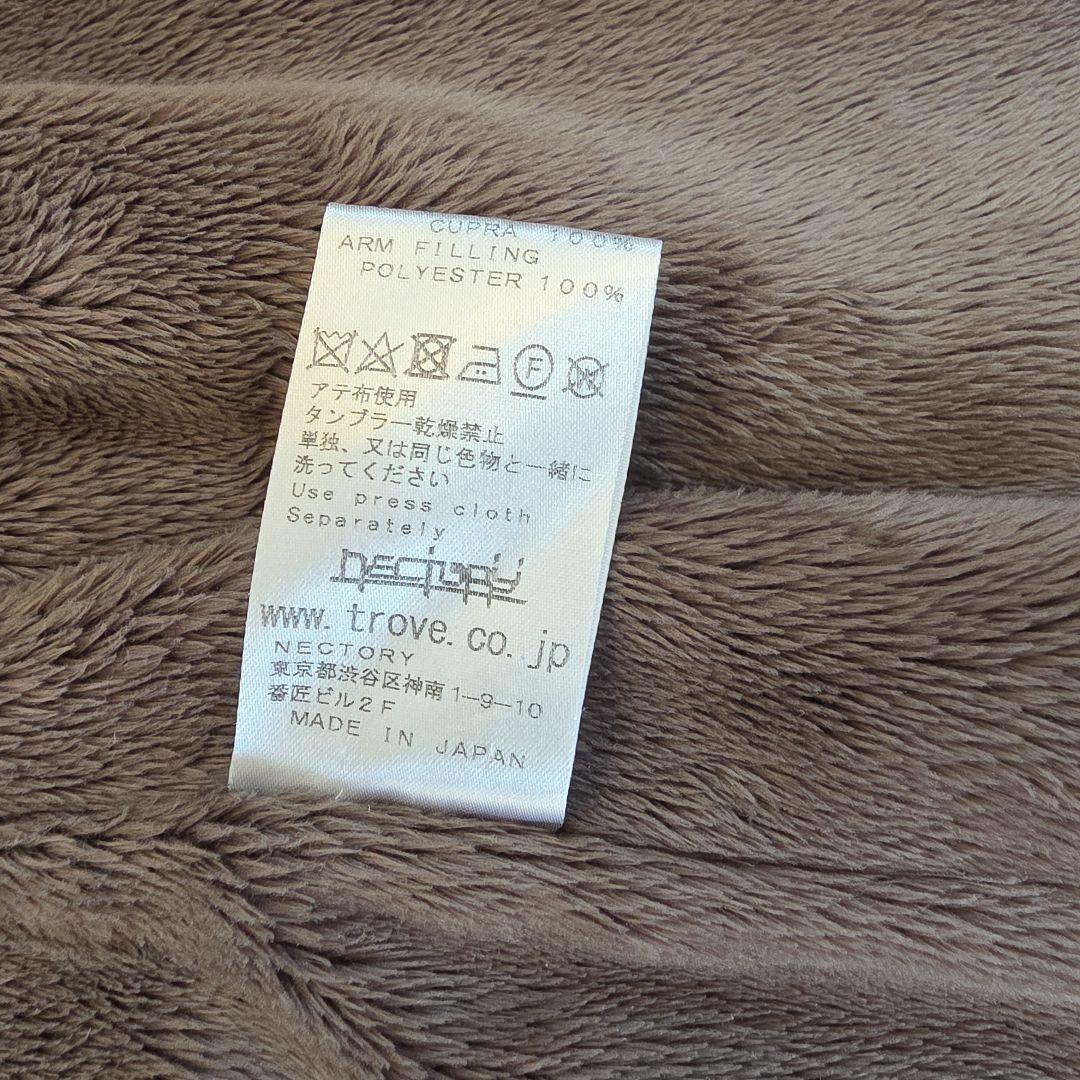 CUPRA 100%
ARM FILLING
POLYESTER 100%
F
W
アテ布使用
タンブラー乾燥禁止
単独、又は同じ色物と一緒に
洗ってください
Use press cloth
Separately
nectory
www.trove.co.jp
NECTORY
東京都渋谷区神南1-9-10
番匠ビル2F
MADE IN JAPAN